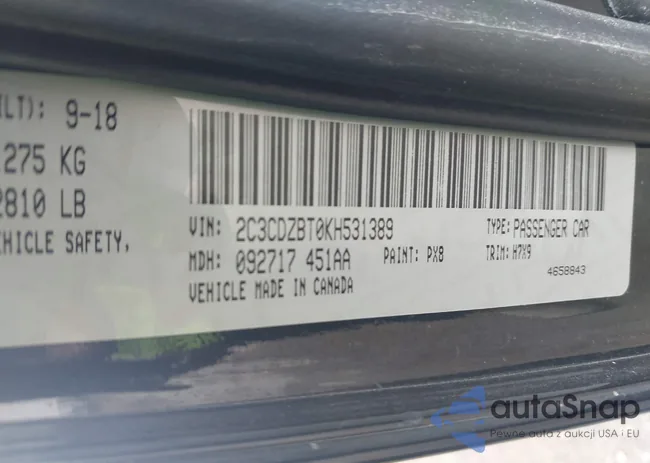 ILT): 9-18
275 KG
2810 LB
EHICLE SAFETY,
VIN: 2C3CDZBT0KH531389
TYPE: PASSENGER CAR
MDH: 092717 451AA
PAINT: PX8
TRIM: H7X9
VEHICLE MADE IN CANADA
4658843
autaSnap
Pewne auta z aukcji USA i EU